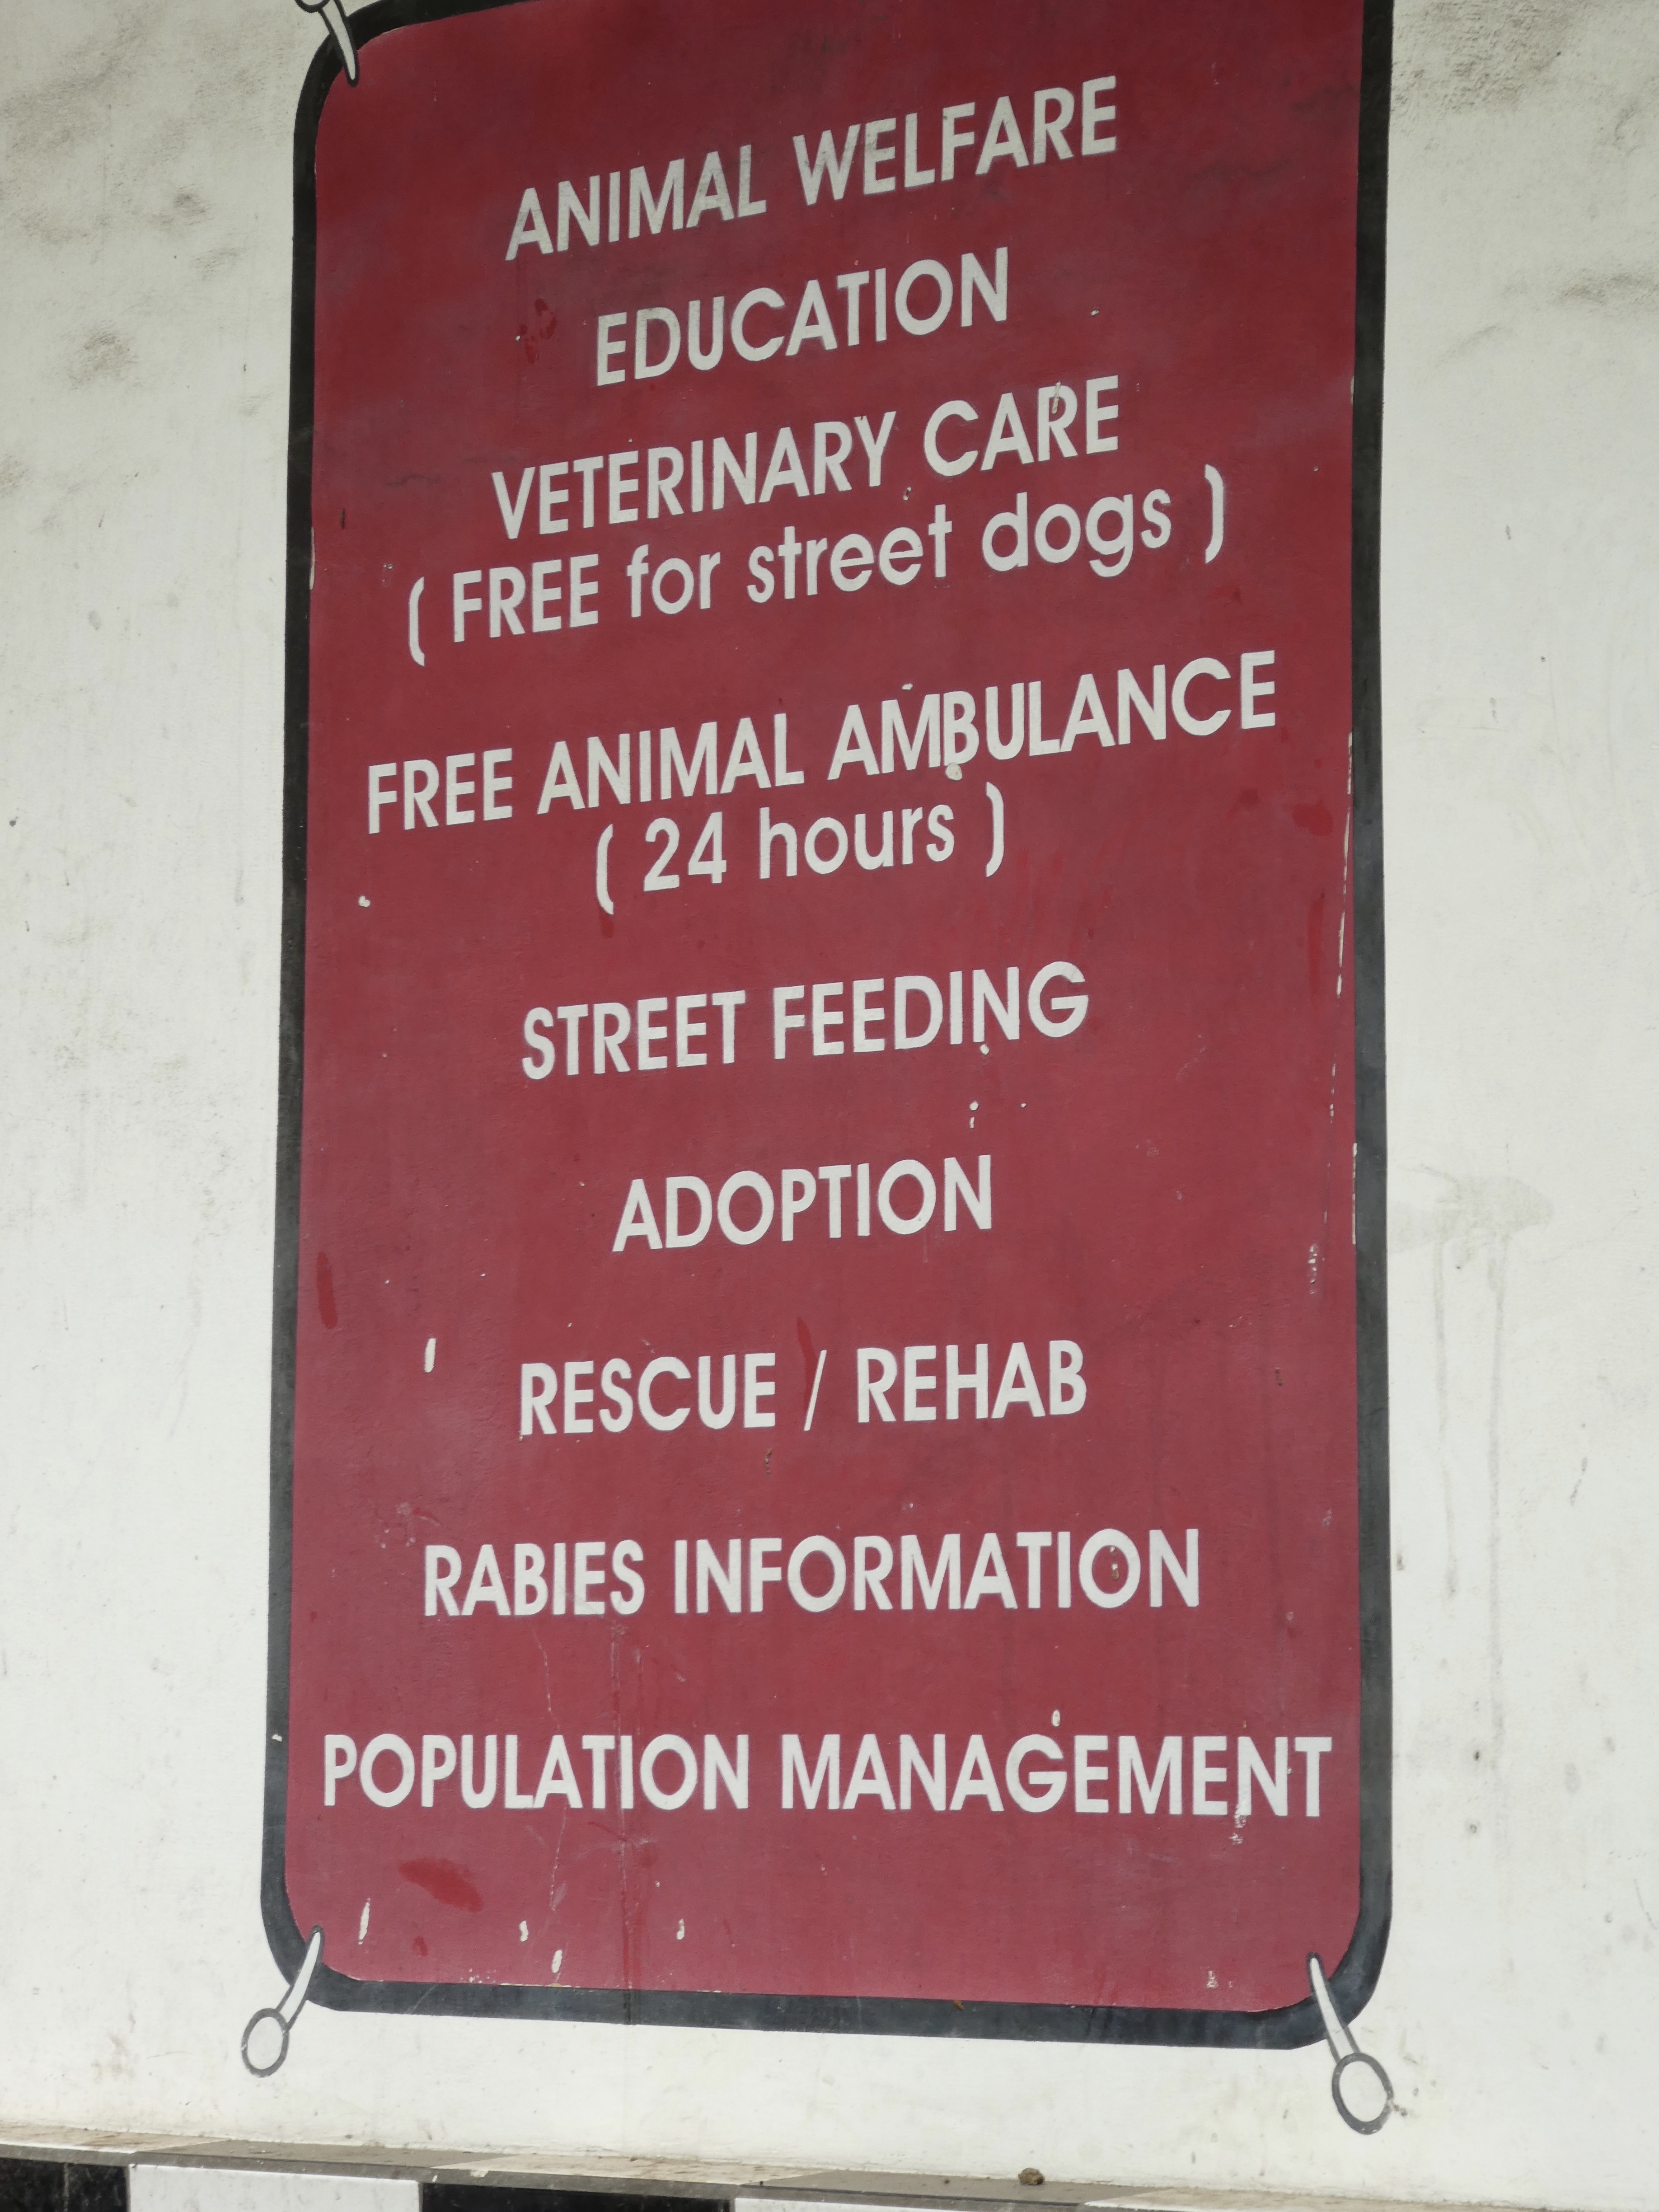 ANIMAL WELFARE
EDUCATION
VETERINARY CARE
( FREE for street dogs )
FREE ANIMAL AMBULANCE
( 24 hours )
STREET FEEDING
ADOPTION
RESCUE / REHAB
RABIES INFORMATION
POPULATION MANAGEMENT